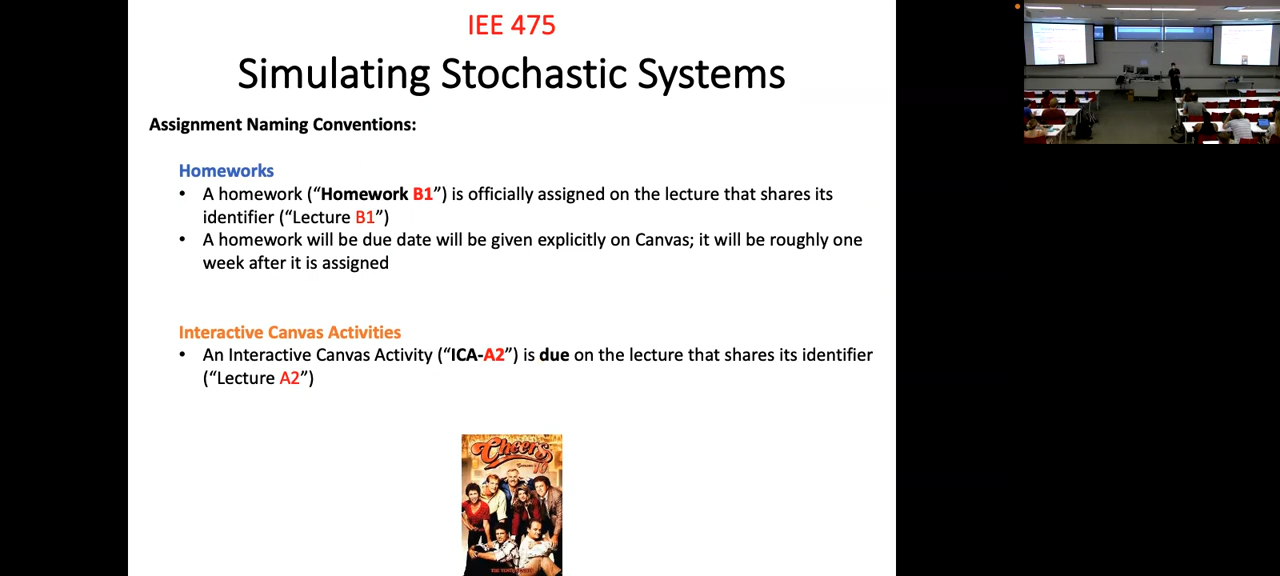 IEE 475
Simulating Stochastic Systems
Assignment Naming Conventions:
Homeworks
• A homework (“Homework B1”) is officially assigned on the lecture that shares its
identifier (“Lecture B1”)
• A homework will be due date will be given explicitly on Canvas; it will be roughly one
week after it is assigned
Interactive Canvas Activities
• An Interactive Canvas Activity (“ICA-A2”) is due on the lecture that shares its identifier
(“Lecture A2”)
Cheers